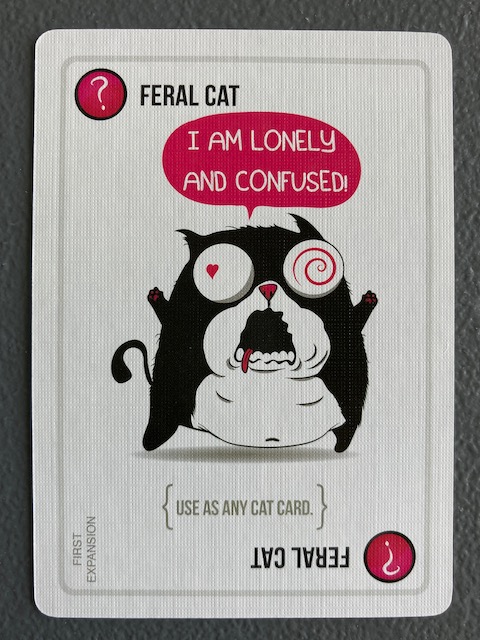 ?
FERAL CAT
I AM LONELY
AND CONFUSED!
{USE AS ANY CAT CARD.}
FIRST
EXPANSION
FERAL CAT
?